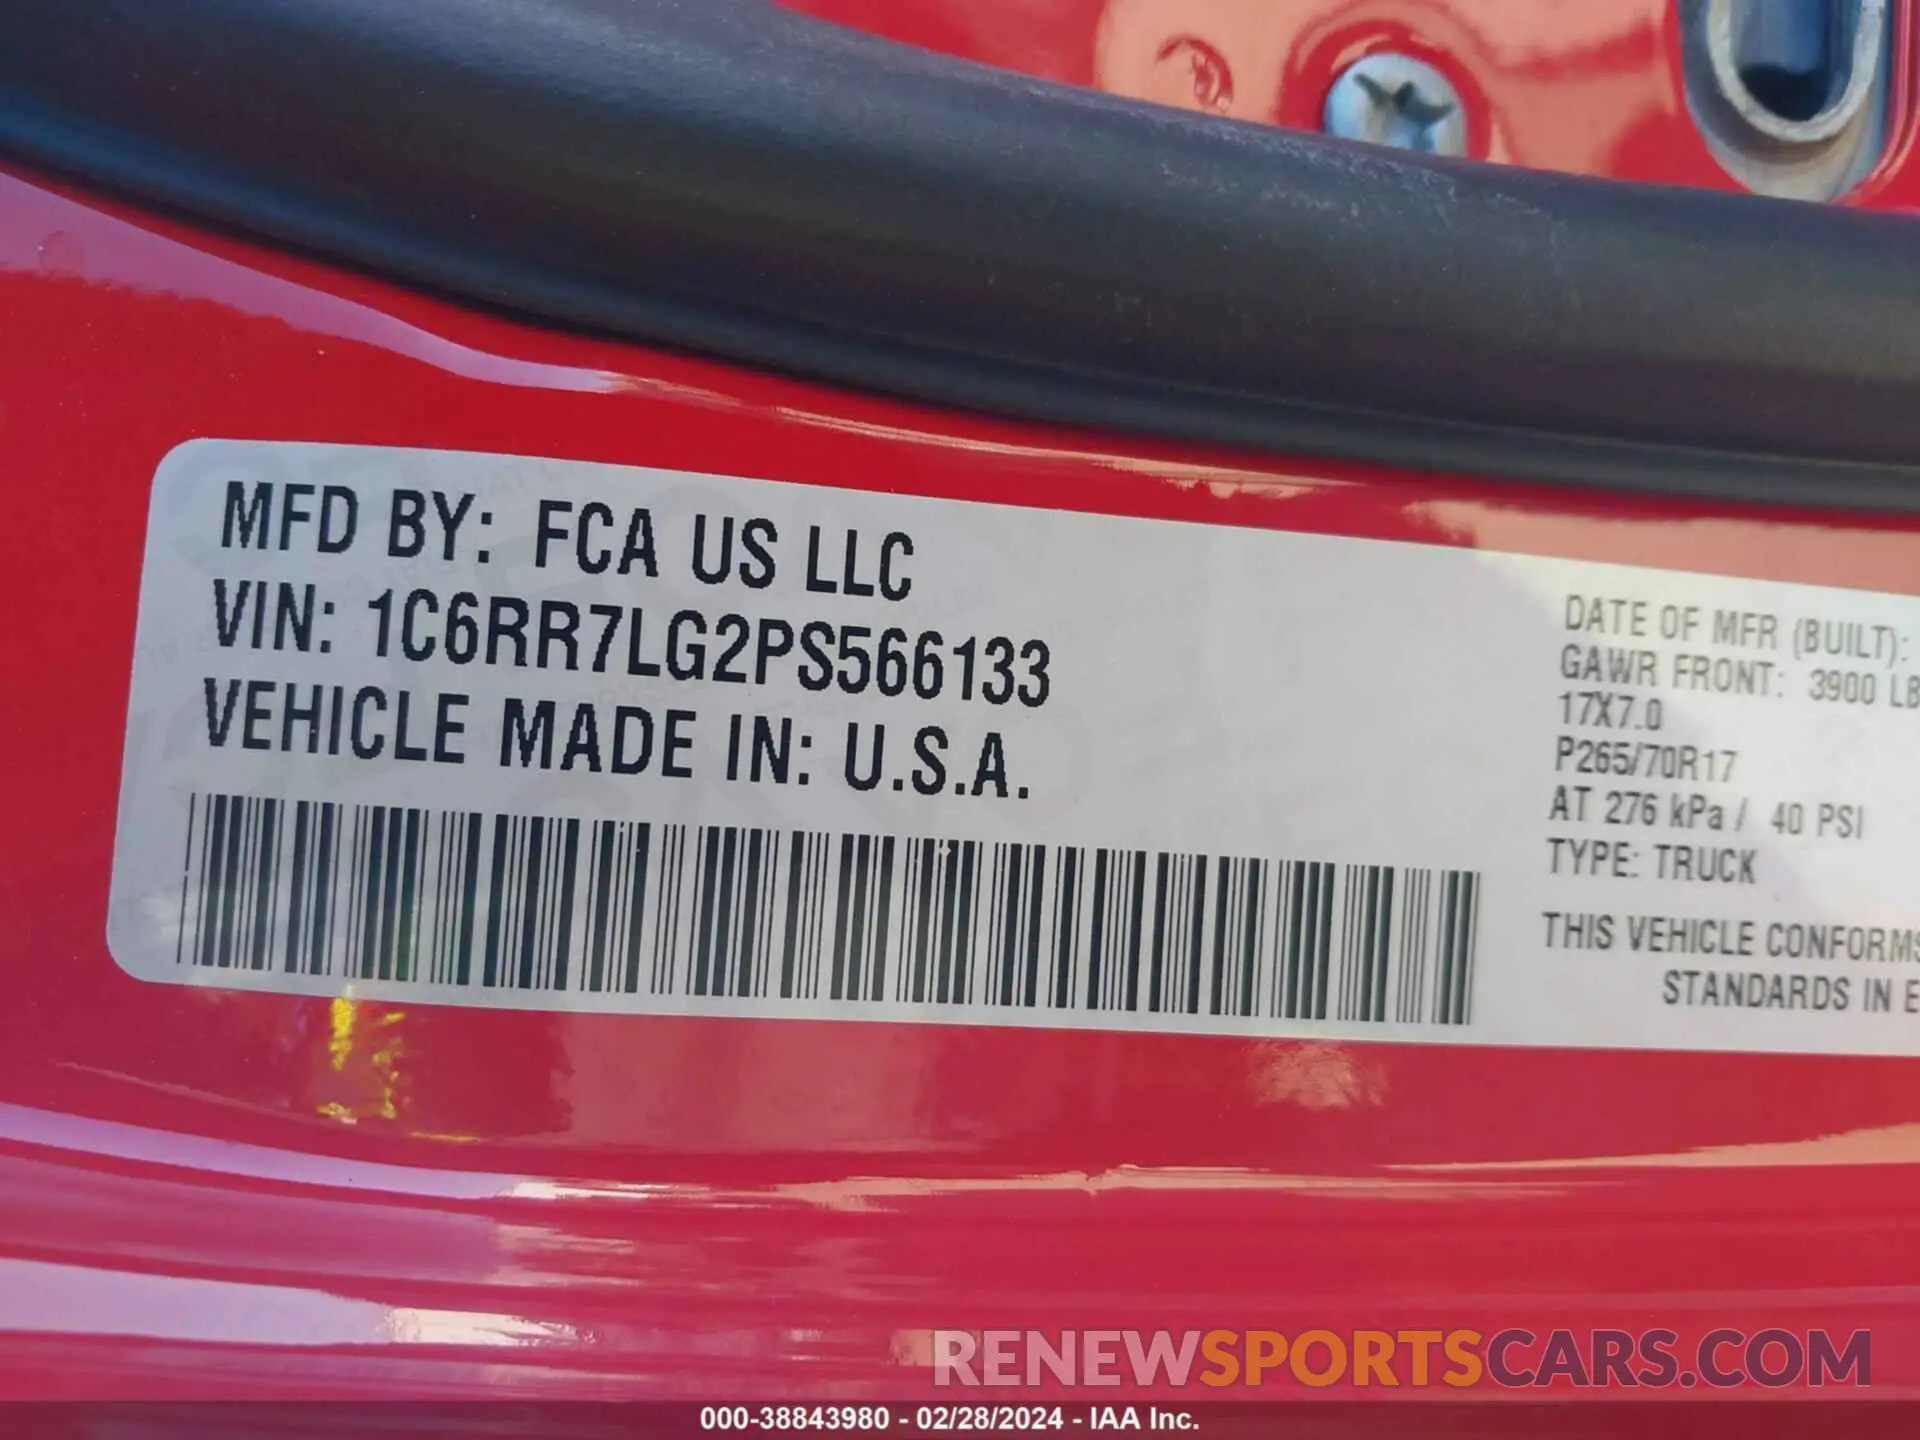 MFD BY: FCA US LLC
VIN: 1C6RR7LG2PS566133
VEHICLE MADE IN: U.S.A.
DATE OF MFR (BUILT):
GAWR FRONT: 3900 LB
17X7.0
P265/70R17
AT 276 kPa / 40 PSI
TYPE: TRUCK
THIS VEHICLE CONFORMS
STANDARDS IN E
RENEWSPORTSCARS.COM
000-38843980 - 02/28/2024 - IAA Inc.